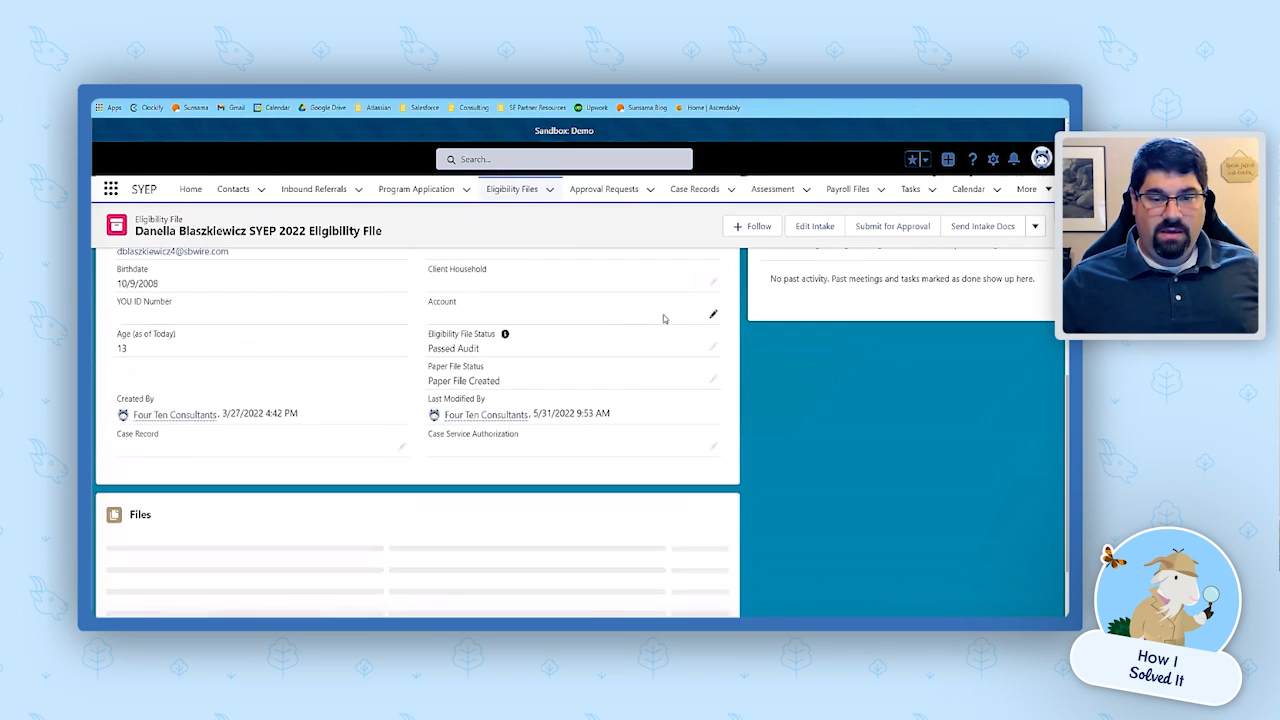 Apps Clockify Sunsama Gmail Calendar Google Drive Atlassian Salesforce Consulting SF Partner Resources Upwork Sunsama Blog Home | Ascendably
Sandbox: Demo
Search...
SYEP Home Contacts Inbound Referrals Program Application Eligibility Files Approval Requests Case Records Assessment Payroll Files Tasks Calendar More
Eligibility File
Danella Blaszkiewicz SYEP 2022 Eligibility File
Follow Edit Intake Submit for Approval Send Intake Docs
dblaszkiewicz4@sbwire.com
Birthdate Client Household
10/9/2008
No past activity. Past meetings and tasks marked as done show up here.
YOU ID Number Account
Age (as of Today) Eligibility File Status
13 Passed Audit
Paper File Status
Paper File Created
Created By Last Modified By
Four Ten Consultants, 3/27/2022 4:42 PM Four Ten Consultants, 5/31/2022 9:53 AM
Case Record Case Service Authorization
Files
How I
Solved It